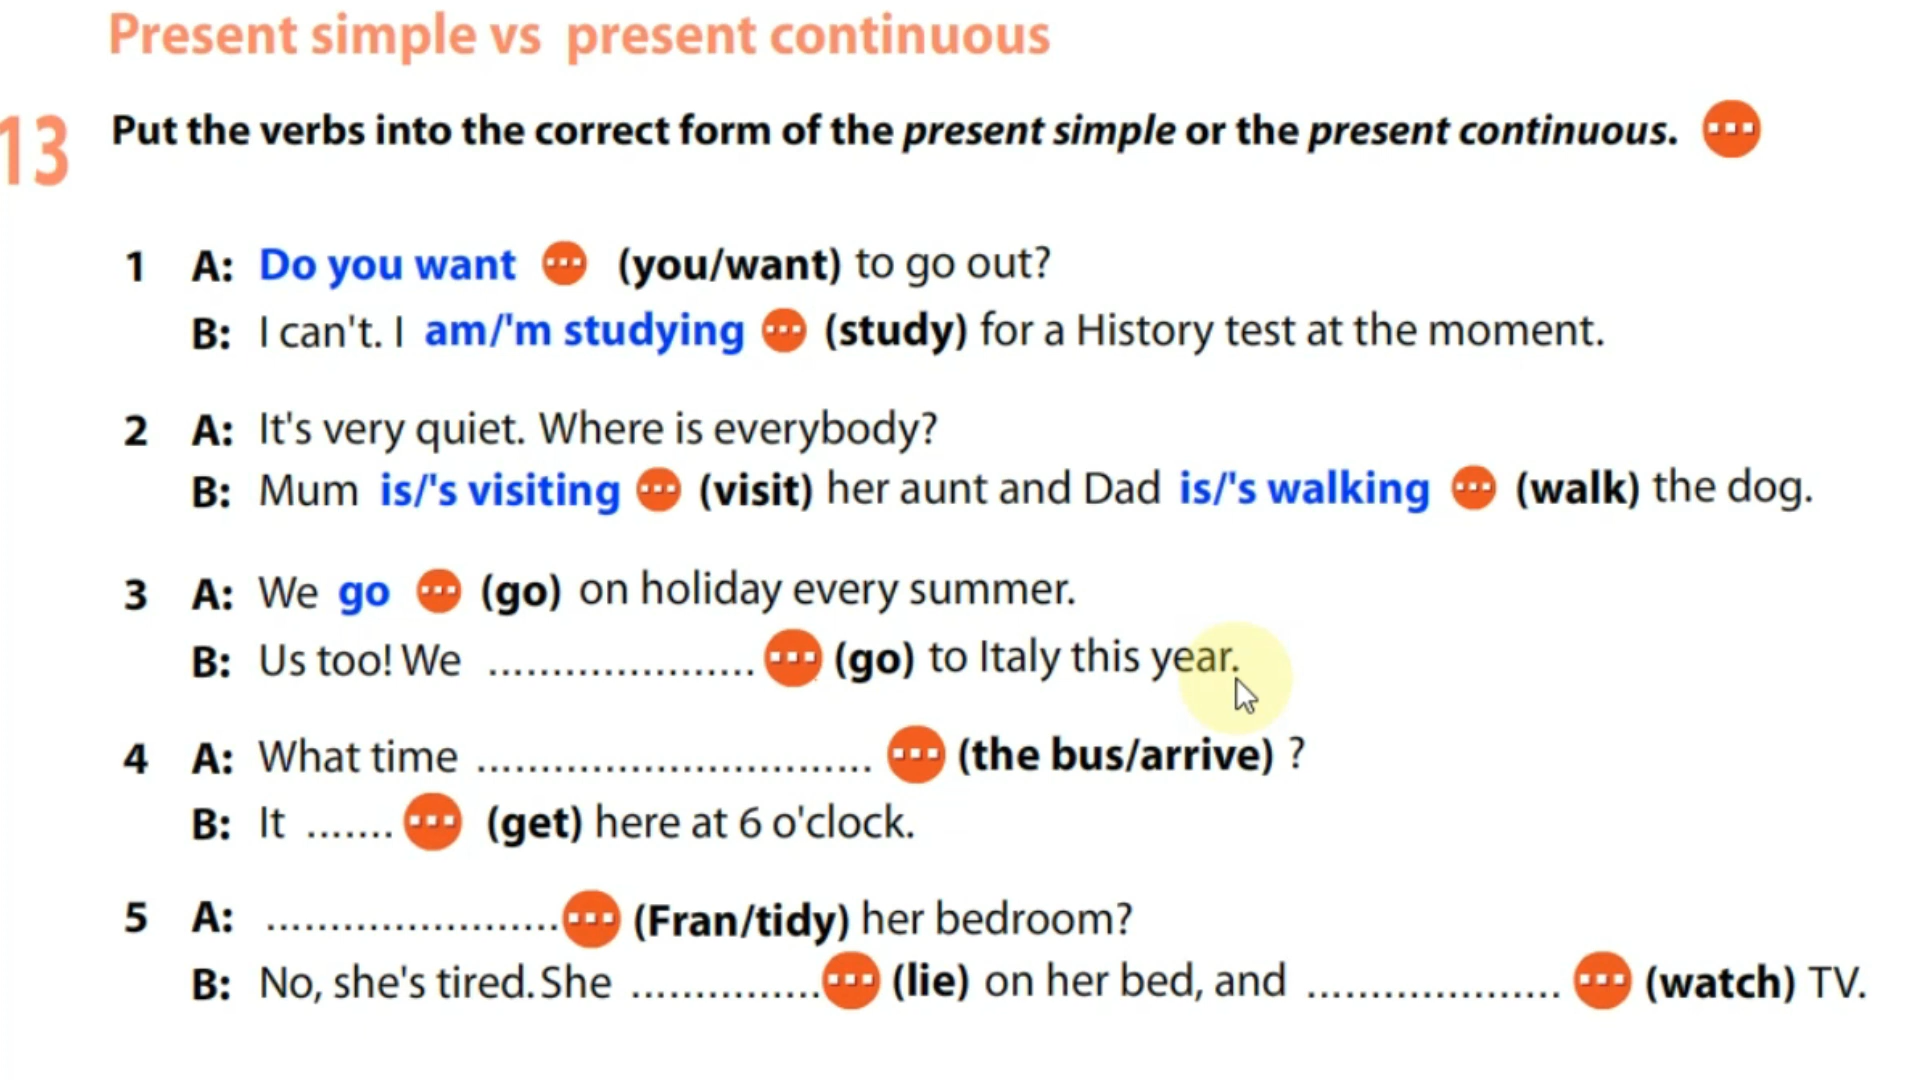 Present simple vs present continuous
13 Put the verbs into the correct form of the present simple or the present continuous.
1 A: Do you want (you/want) to go out?
B: I can't. I am/'m studying (study) for a History test at the moment.
2 A: It's very quiet. Where is everybody?
B: Mum is/'s visiting (visit) her aunt and Dad is/'s walking (walk) the dog.
3 A: We go (go) on holiday every summer.
B: Us too! We ..................... (go) to Italy this year.
4 A: What time ............................... (the bus/arrive) ?
B: It ....... (get) here at 6 o'clock.
5 A: ....................... (Fran/tidy) her bedroom?
B: No, she's tired. She ............... (lie) on her bed, and .................... (watch) TV.